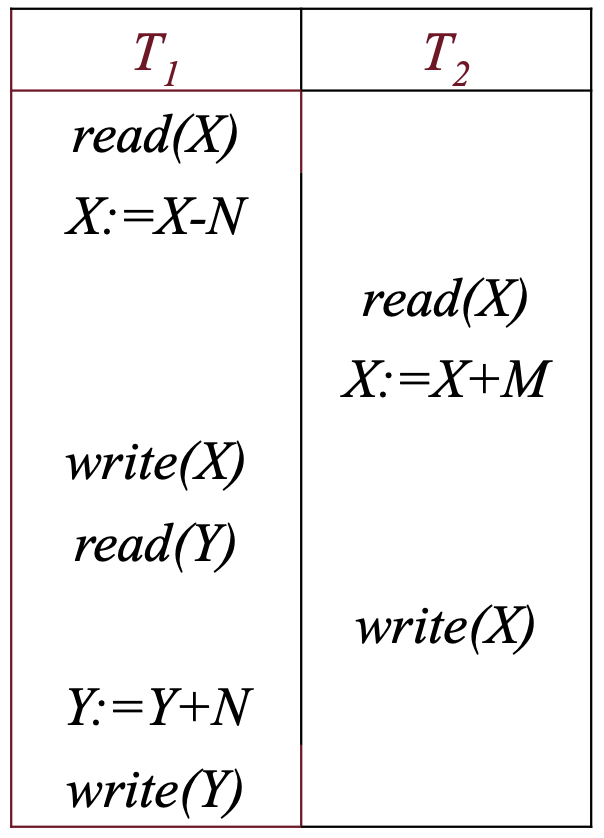 T1 T2
read(X)
X:=X-N
read(X)
X:=X+M
write(X)
read(Y)
write(X)
Y:=Y+N
write(Y)